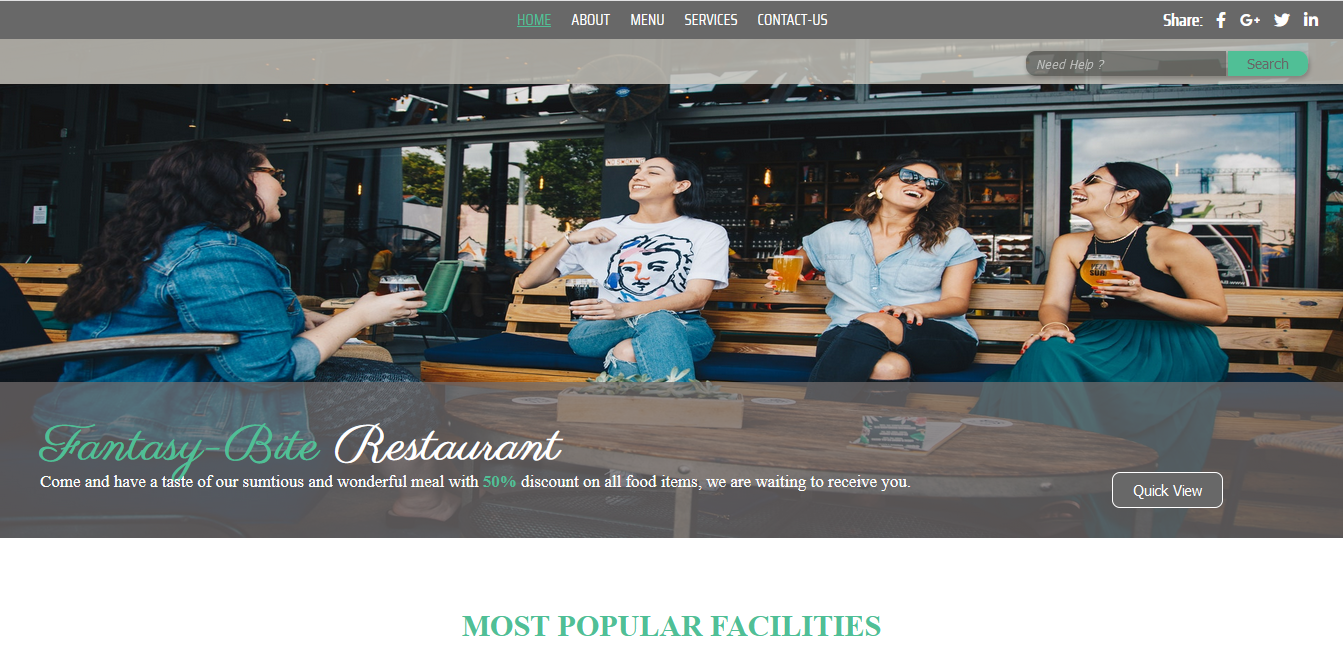 HOME ABOUT MENU SERVICES CONTACT-US Share: G+ in
Need Help ? Search
Fantasy-Bite Restaurant
Come and have a taste of our sumtious and wonderful meal with 50% discount on all food items, we are waiting to receive you.
Quick View
MOST POPULAR FACILITIES